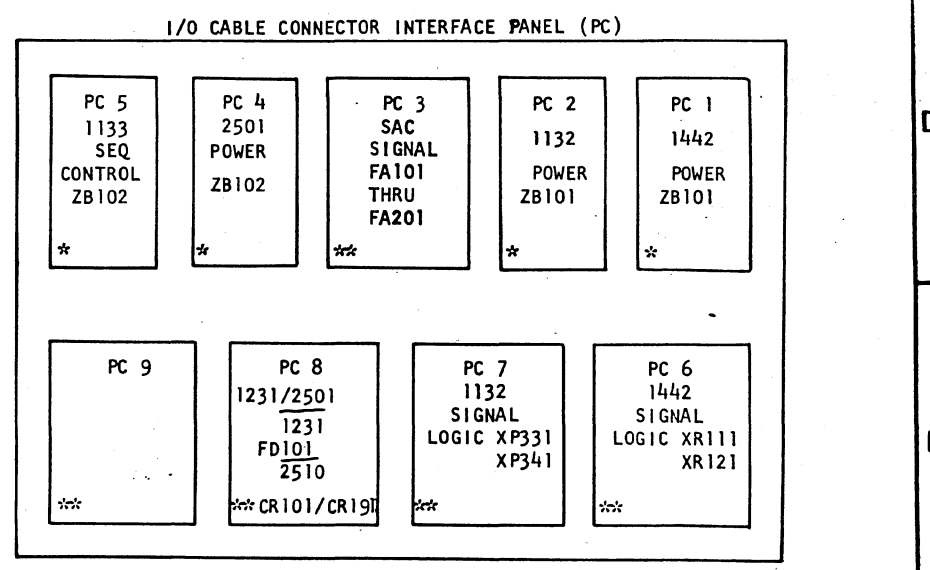 I/O CABLE CONNECTOR INTERFACE PANEL (PC)
PC 5
1133
SEQ
CONTROL
ZB102
*
PC 4
2501
POWER
ZB102
*
PC 3
SAC
SIGNAL
FA101
THRU
FA201
**
PC 2
1132
POWER
ZB101
*
PC 1
1442
POWER
ZB101
*
PC 9
**
PC 8
1231/2501
1231
FD101
2510
** CR101/CR191
PC 7
1132
SIGNAL
LOGIC XP331
XP341
**
PC 6
1442
SIGNAL
LOGIC XR111
XR121
**